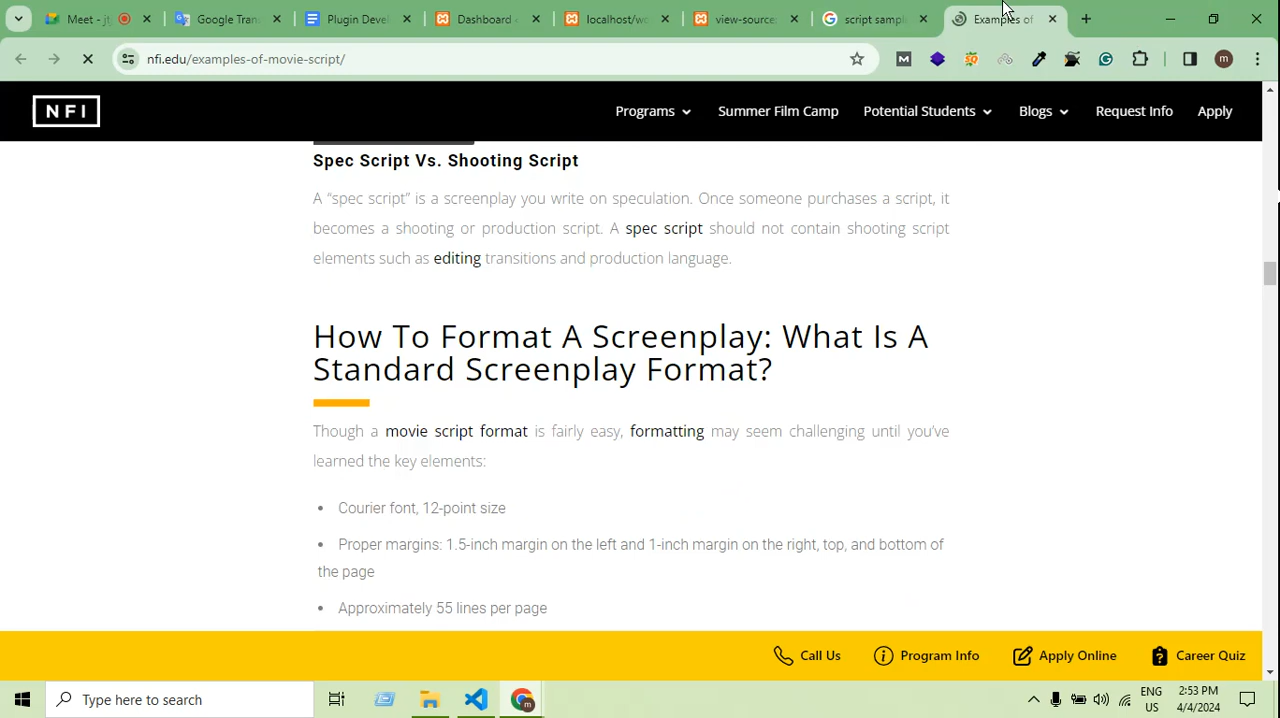 Meet - jt
Google Tran
Plugin Devel
Dashboard
localhost/wo
view-source:
script sampl
Examples of
nfi.edu/examples-of-movie-script/
NFI
Programs
Summer Film Camp
Potential Students
Blogs
Request Info
Apply
Spec Script Vs. Shooting Script
A “spec script” is a screenplay you write on speculation. Once someone purchases a script, it
becomes a shooting or production script. A spec script should not contain shooting script
elements such as editing transitions and production language.
How To Format A Screenplay: What Is A
Standard Screenplay Format?
Though a movie script format is fairly easy, formatting may seem challenging until you’ve
learned the key elements:
• Courier font, 12-point size
• Proper margins: 1.5-inch margin on the left and 1-inch margin on the right, top, and bottom of
the page
• Approximately 55 lines per page
Call Us
Program Info
Apply Online
Career Quiz
Type here to search
ENG
US
2:53 PM
4/4/2024